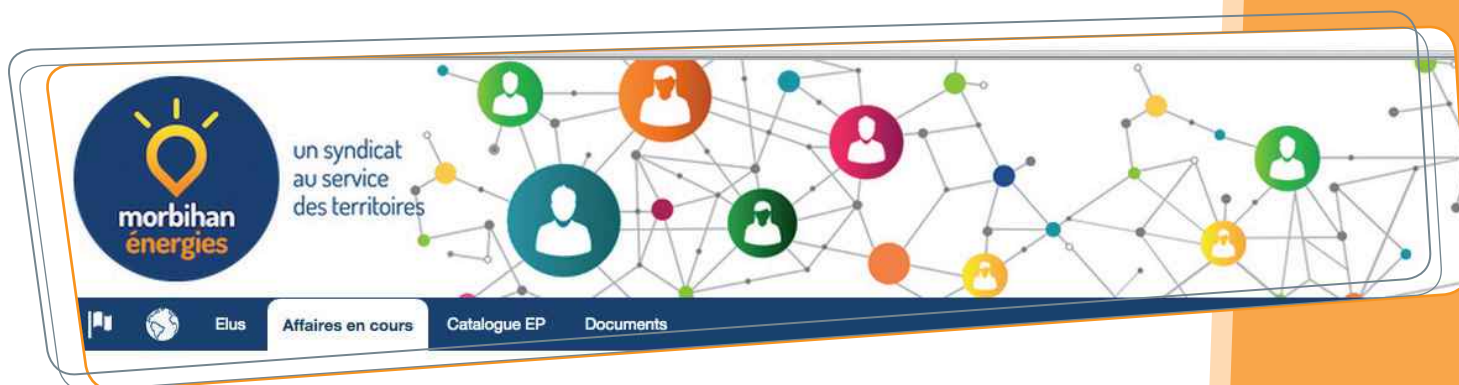 morbihan
énergies
un syndicat
au service
des territoires
Elus
Affaires en cours
Catalogue EP
Documents